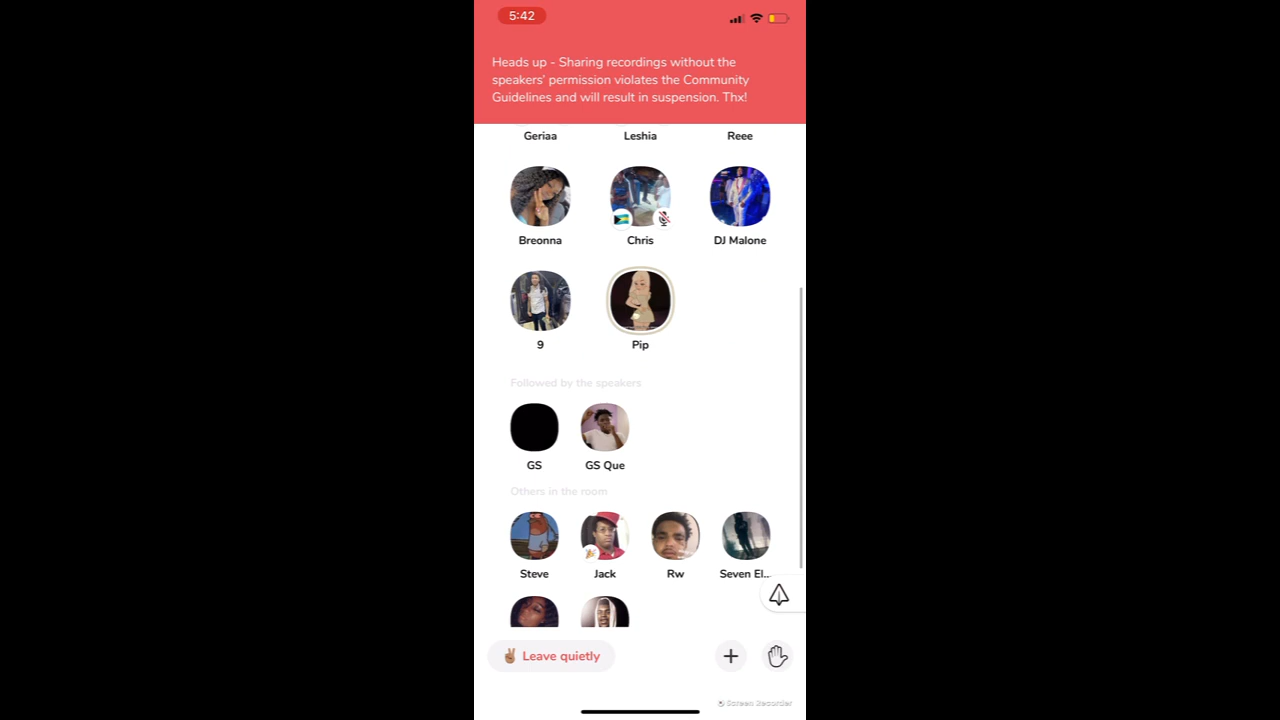 5:42
Heads up - Sharing recordings without the
speakers' permission violates the Community
Guidelines and will result in suspension. Thx!
Geriaa Leshia Reee
Breonna Chris DJ Malone
9 Pip
Followed by the speakers
GS GS Que
Others in the room
Steve Jack Rw Seven El...
Leave quietly
Screen Recorder